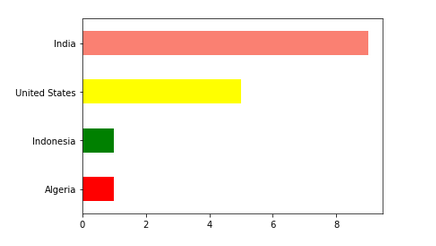 India
United States
Indonesia
Algeria
0 2 4 6 8